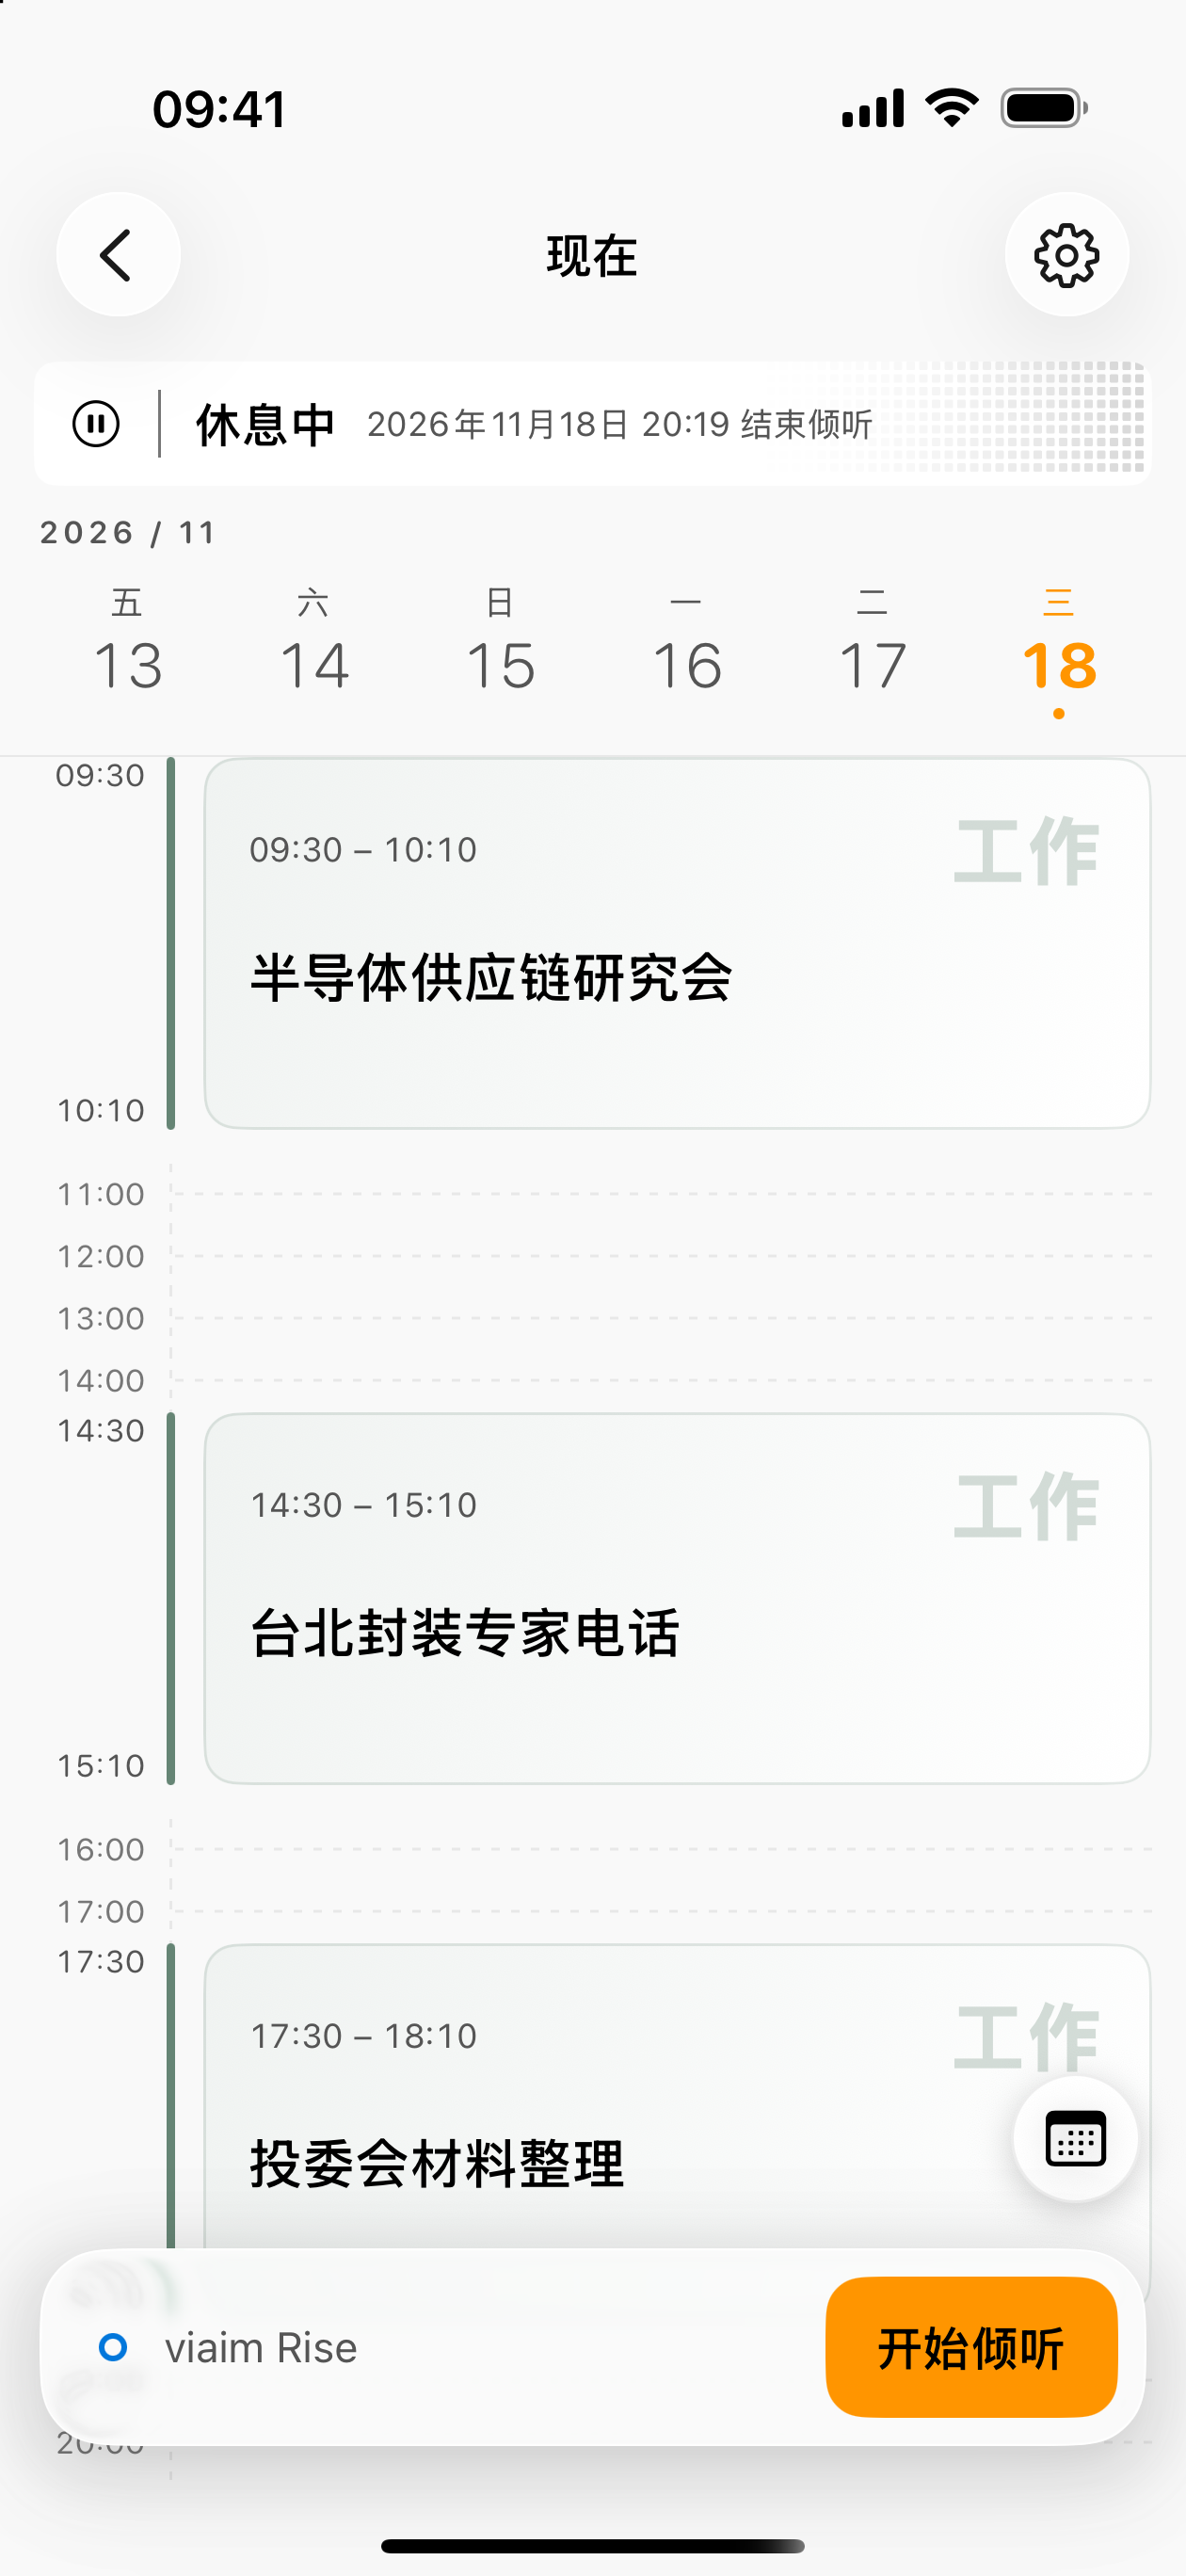 09:41
现在
休息中 2026年11月18日 20:19 结束倾听
2026 / 11
五 六 日 一 二 三
13 14 15 16 17 18
09:30
09:30 – 10:10 工作
半导体供应链研究会
10:10
11:00
12:00
13:00
14:00
14:30
14:30 – 15:10 工作
台北封装专家电话
15:10
16:00
17:00
17:30
17:30 – 18:10 工作
投委会材料整理
viaim Rise 开始倾听
20:00